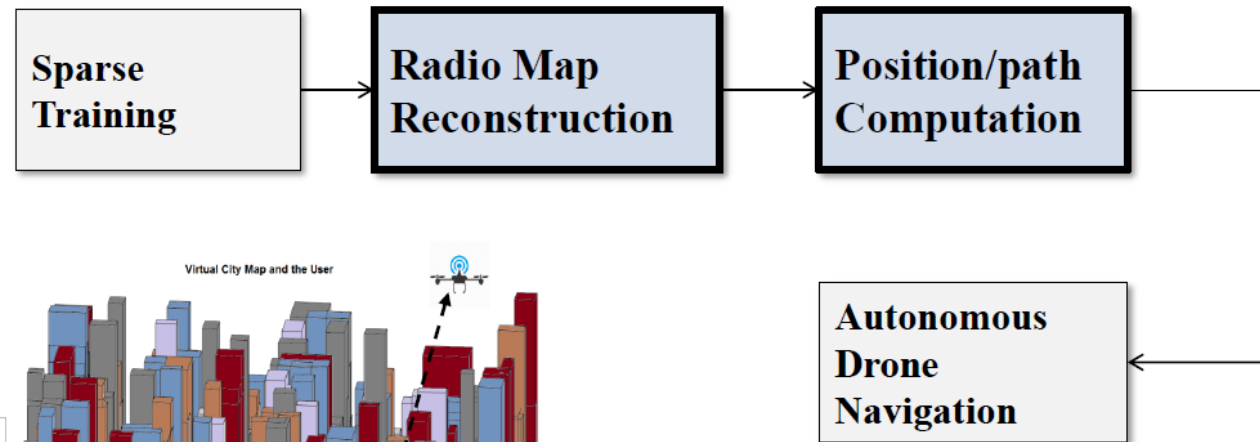 Sparse
Training
Radio Map
Reconstruction
Position/path
Computation
Virtual City Map and the User
Autonomous
Drone
Navigation